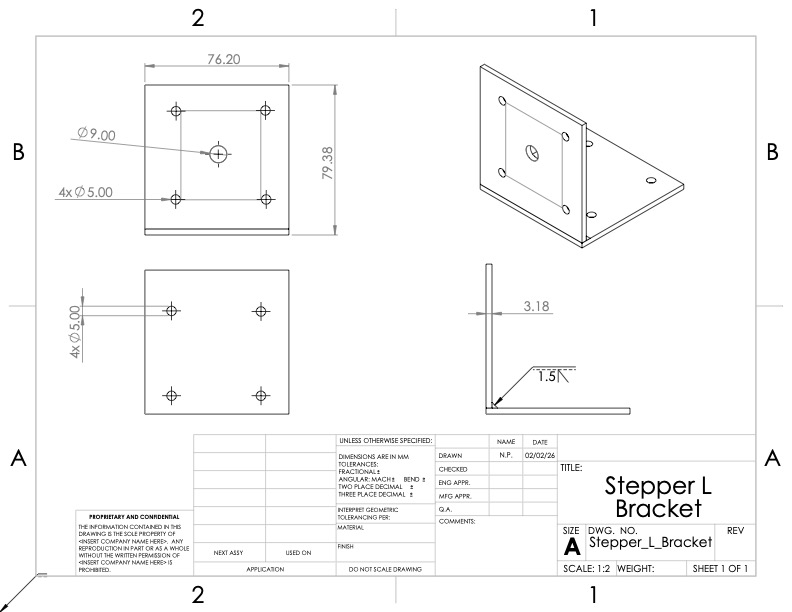 2 1
76.20
Ø9.00
79.38
B B
4x Ø5.00
4x Ø5.00
3.18
1.5
A A
UNLESS OTHERWISE SPECIFIED:
DIMENSIONS ARE IN MM
TOLERANCES:
FRACTIONAL ±
ANGULAR: MACH ± BEND ±
TWO PLACE DECIMAL ±
THREE PLACE DECIMAL ±
INTERPRET GEOMETRIC
TOLERANCING PER:
MATERIAL
FINISH
DO NOT SCALE DRAWING
NAME DATE
DRAWN N.P. 02/02/26
CHECKED
ENG APPR.
MFG APPR.
Q.A.
COMMENTS:
TITLE:
Stepper L
Bracket
SIZE DWG. NO. REV
A Stepper_L_Bracket
SCALE: 1:2 WEIGHT: SHEET 1 OF 1
PROPRIETARY AND CONFIDENTIAL
THE INFORMATION CONTAINED IN THIS
DRAWING IS THE SOLE PROPERTY OF
<INSERT COMPANY NAME HERE>. ANY
REPRODUCTION IN PART OR AS A WHOLE
WITHOUT THE WRITTEN PERMISSION OF
<INSERT COMPANY NAME HERE> IS
PROHIBITED.
NEXT ASSY USED ON
APPLICATION
2 1